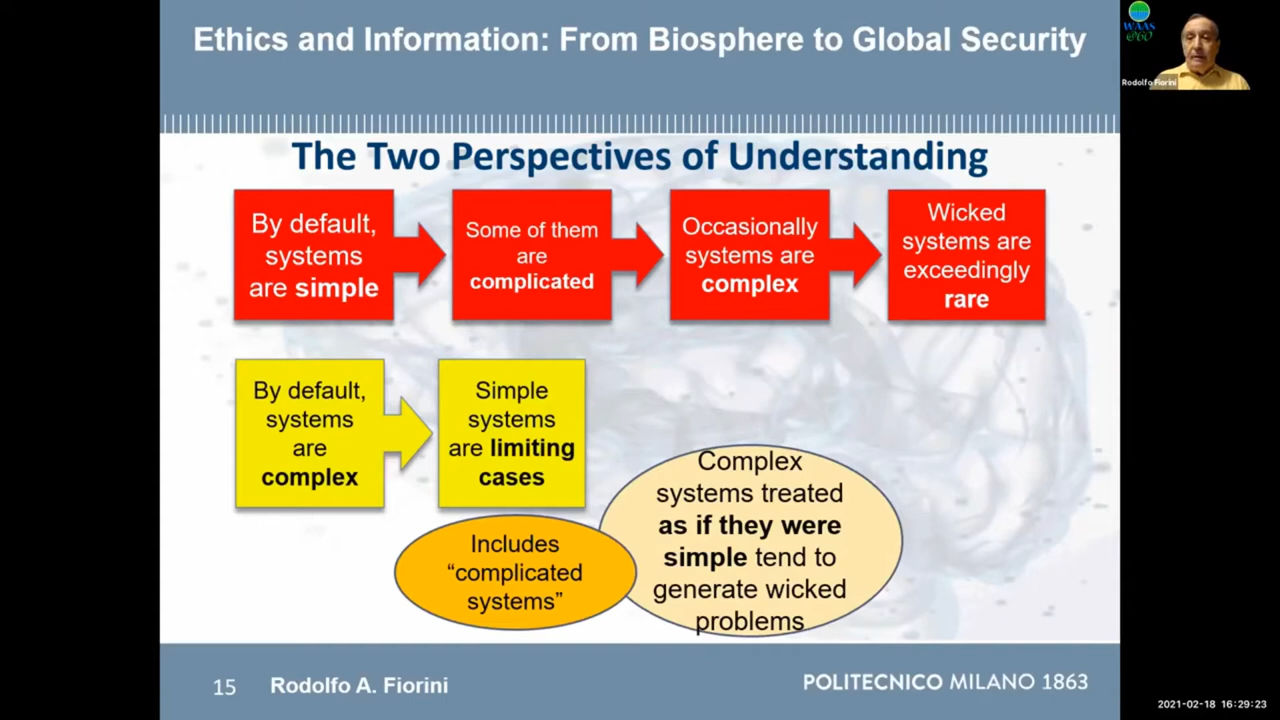 Ethics and Information: From Biosphere to Global Security
WAAS
@60
Rodolfo Fiorini
The Two Perspectives of Understanding
By default,
systems
are simple
Some of them
are
complicated
Occasionally
systems are
complex
Wicked
systems are
exceedingly
rare
By default,
systems
are
complex
Simple
systems
are limiting
cases
Includes
“complicated
systems”
Complex
systems treated
as if they were
simple tend to
generate wicked
problems
15
Rodolfo A. Fiorini
POLITECNICO MILANO 1863
2021-02-18 16:29:23